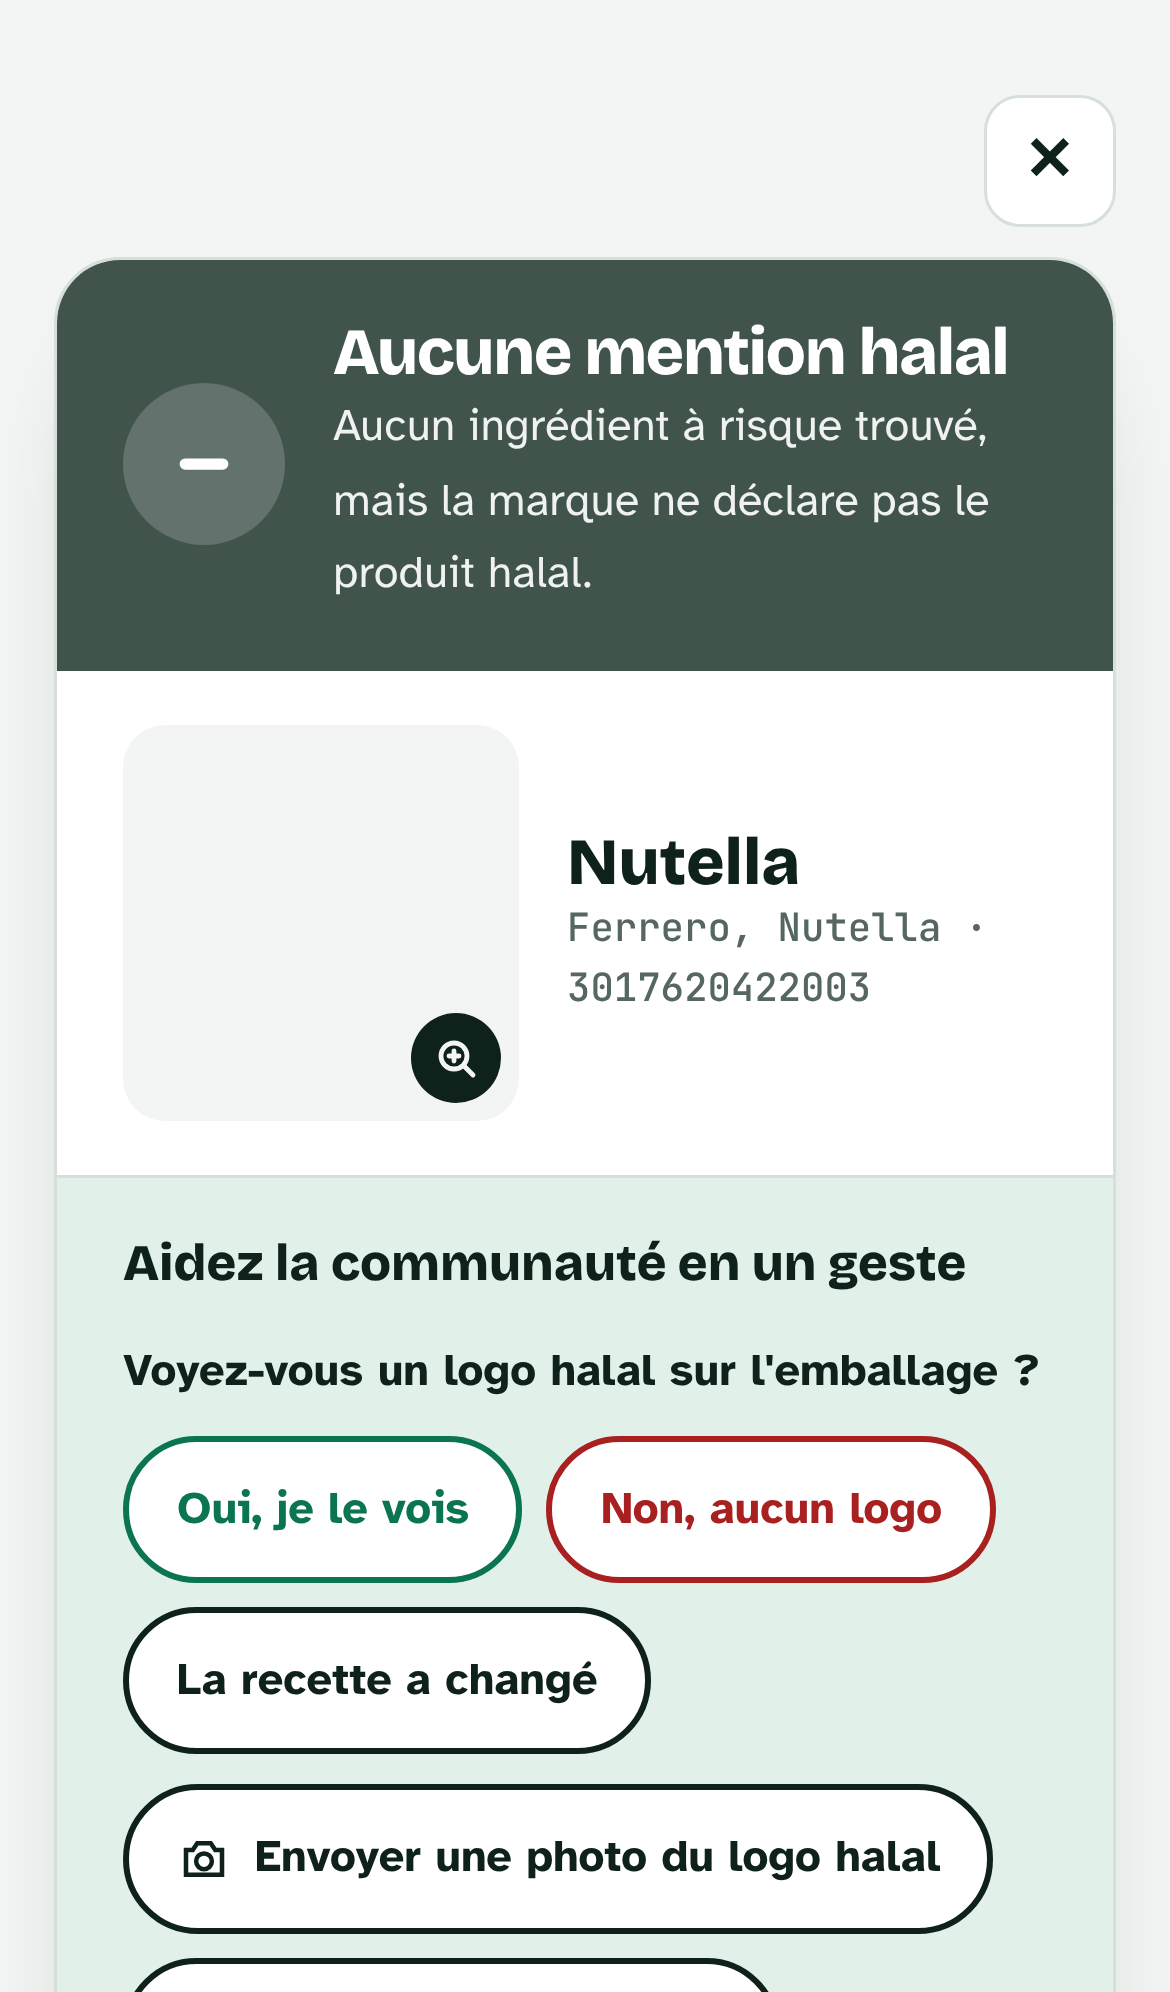 Aucune mention halal
Aucun ingrédient à risque trouvé,
mais la marque ne déclare pas le
produit halal.
Nutella
Ferrero, Nutella ·
3017620422003
Aidez la communauté en un geste
Voyez-vous un logo halal sur l'emballage ?
Oui, je le vois
Non, aucun logo
La recette a changé
Envoyer une photo du logo halal